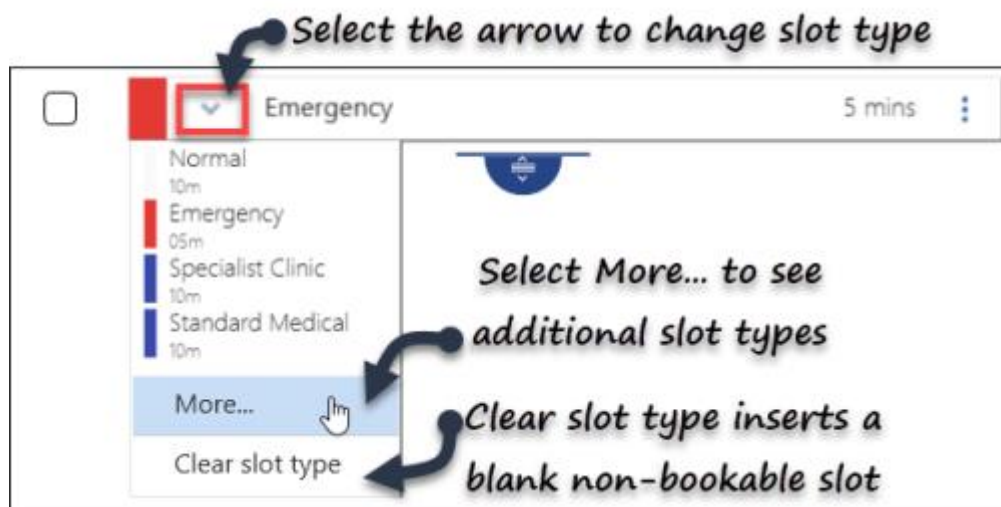 Select the arrow to change slot type
Emergency 5 mins
Normal
10m
Emergency
05m
Specialist Clinic
10m
Standard Medical
10m
More...
Clear slot type
Select More... to see
additional slot types
Clear slot type inserts a
blank non-bookable slot